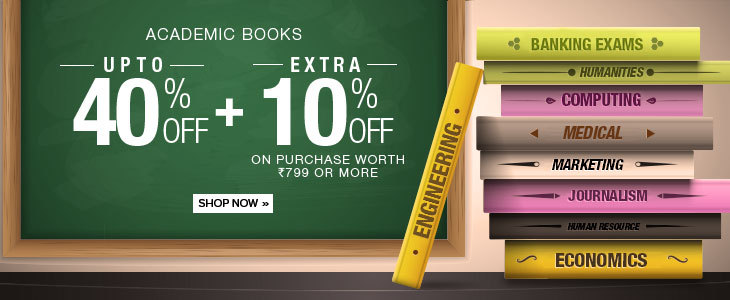 ACADEMIC BOOKS
UPTO
40% OFF
+
EXTRA
10% OFF
ON PURCHASE WORTH
₹799 OR MORE
SHOP NOW »
ENGINEERING
BANKING EXAMS
HUMANITIES
COMPUTING
MEDICAL
MARKETING
JOURNALISM
HUMAN RESOURCE
ECONOMICS